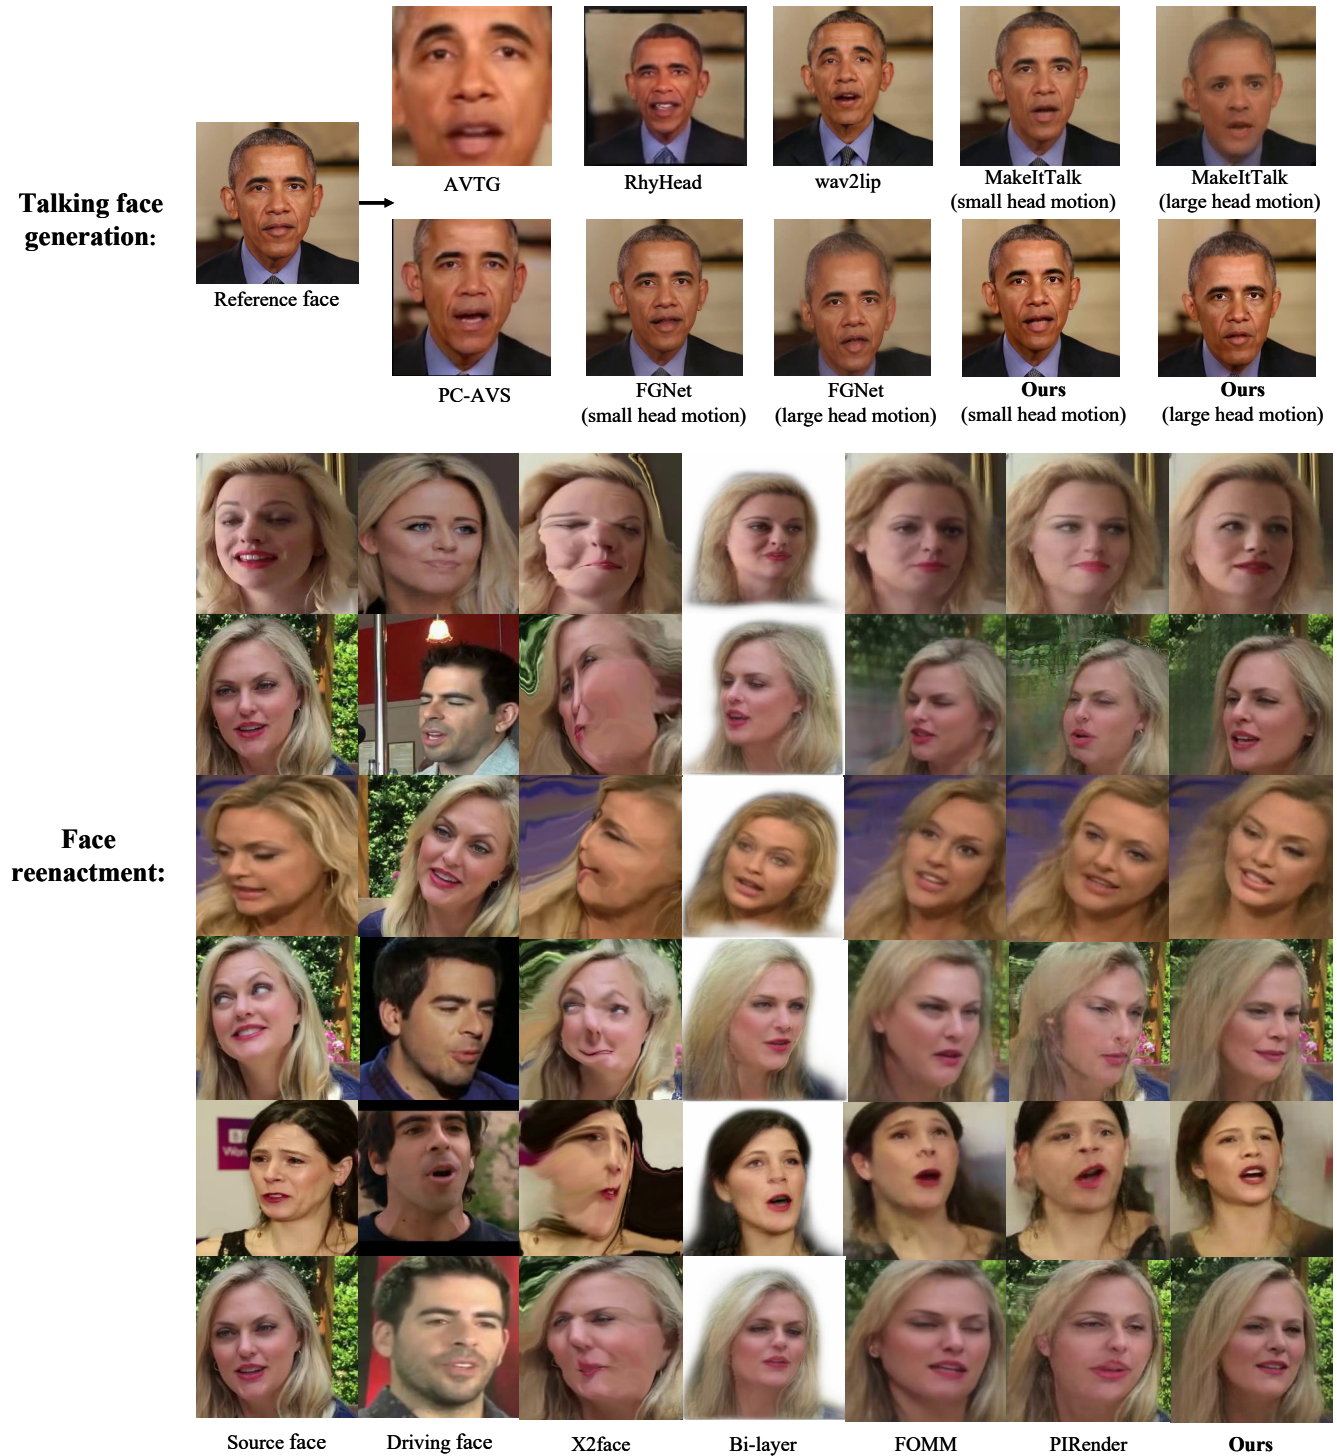 Talking face
generation:
Reference face
AVTG
RhyHead
wav2lip
MakeItTalk
(small head motion)
MakeItTalk
(large head motion)
PC-AVS
FGNet
(small head motion)
FGNet
(large head motion)
Ours
(small head motion)
Ours
(large head motion)
Face
reenactment:
Source face
Driving face
X2face
Bi-layer
FOMM
PIRender
Ours